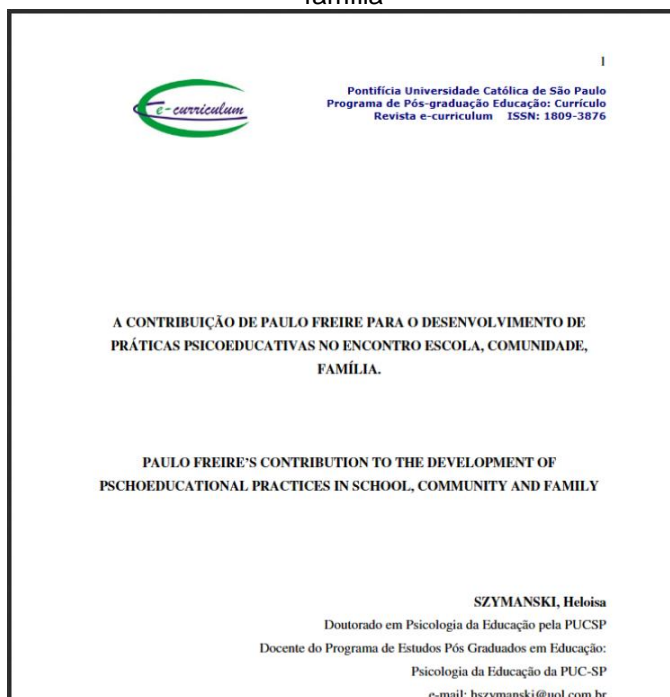 família
1
e-curriculum
Pontifícia Universidade Católica de São Paulo
Programa de Pós-graduação Educação: Currículo
Revista e-curriculum ISSN: 1809-3876
A CONTRIBUIÇÃO DE PAULO FREIRE PARA O DESENVOLVIMENTO DE
PRÁTICAS PSICOEDUCATIVAS NO ENCONTRO ESCOLA, COMUNIDADE,
FAMÍLIA.
PAULO FREIRE'S CONTRIBUTION TO THE DEVELOPMENT OF
PSCHOEDUCATIONAL PRACTICES IN SCHOOL, COMMUNITY AND FAMILY
SZYMANSKI, Heloisa
Doutorado em Psicologia da Educação pela PUCSP
Docente do Programa de Estudos Pós Graduados em Educação:
Psicologia da Educação da PUC-SP
e-mail: hszymanski@uol.com.br